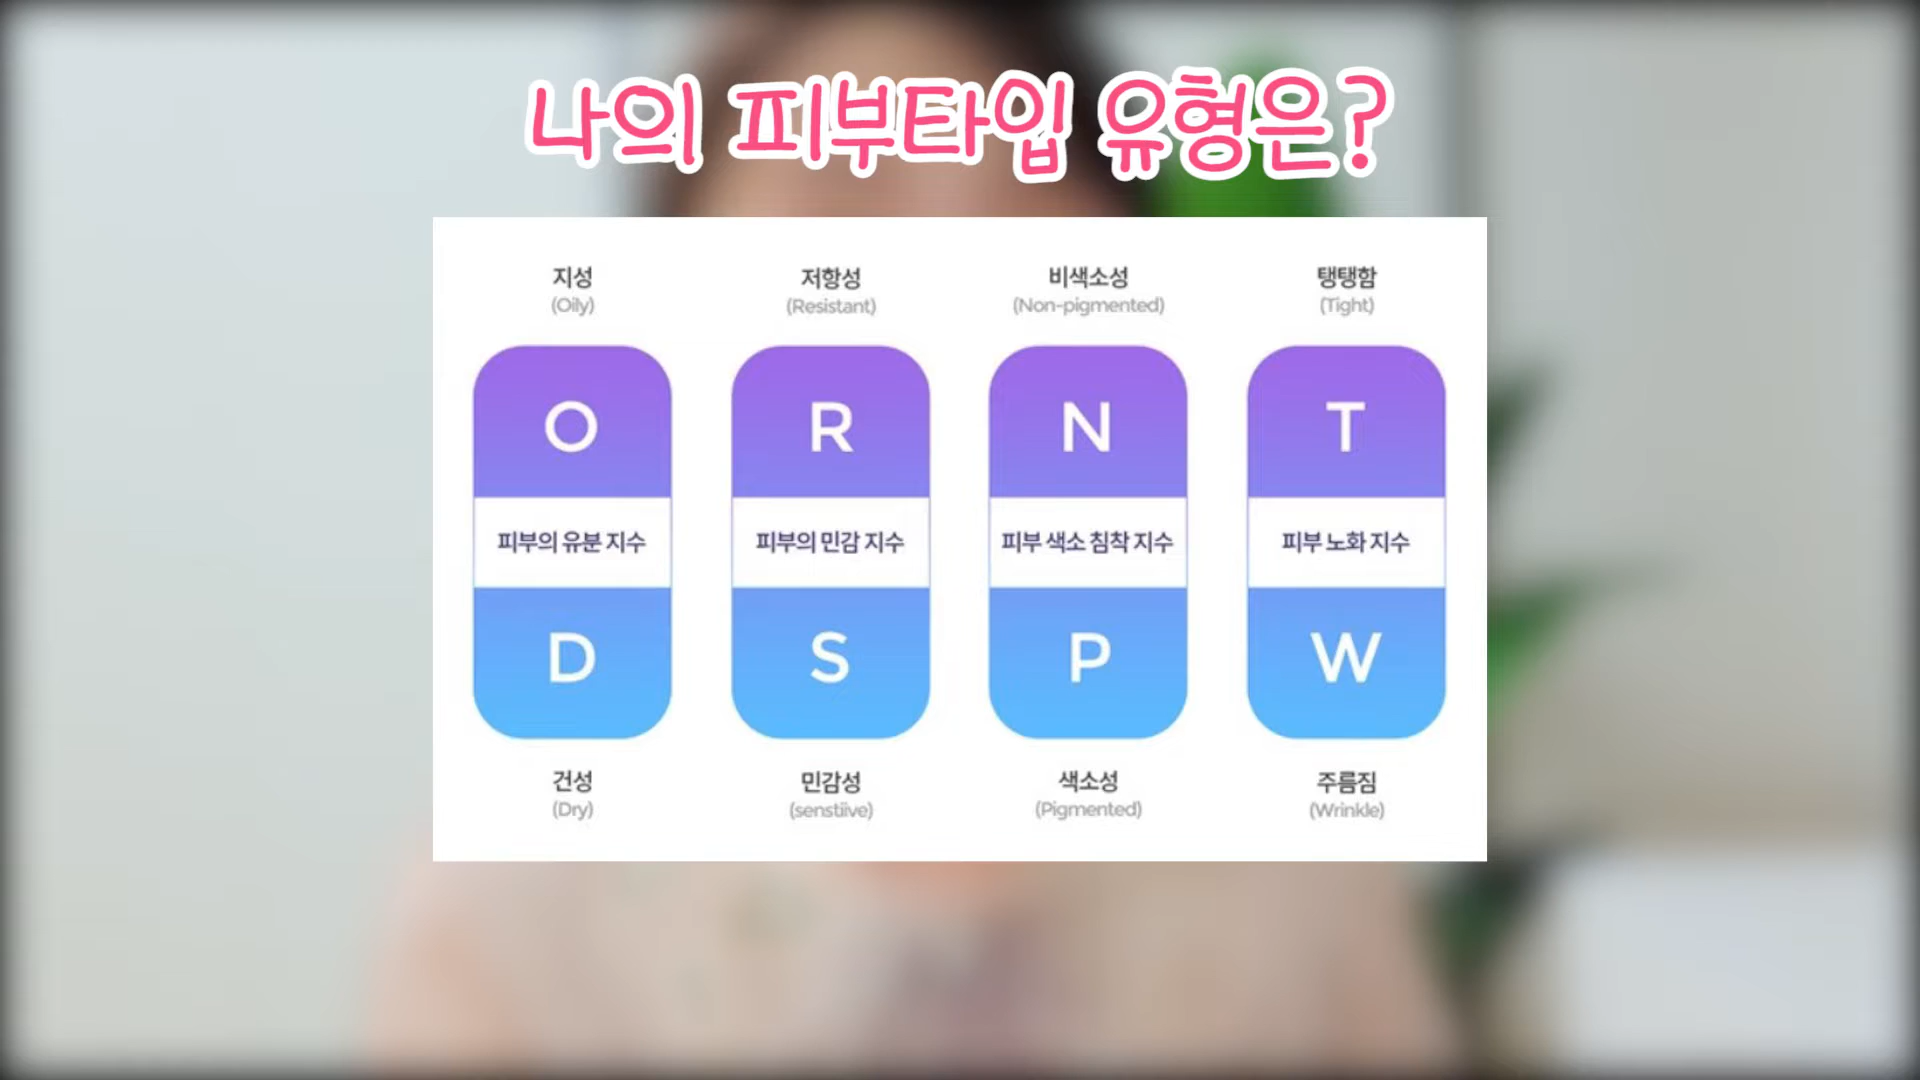 나의 피부타입 유형은?
지성 저항성 비색소성 탱탱함
(Oily) (Resistant) (Non-pigmented) (Tight)
O R N T
피부의 유분 지수 피부의 민감 지수 피부 색소 침착 지수 피부 노화 지수
D S P W
건성 민감성 색소성 주름짐
(Dry) (senstiive) (Pigmented) (Wrinkle)